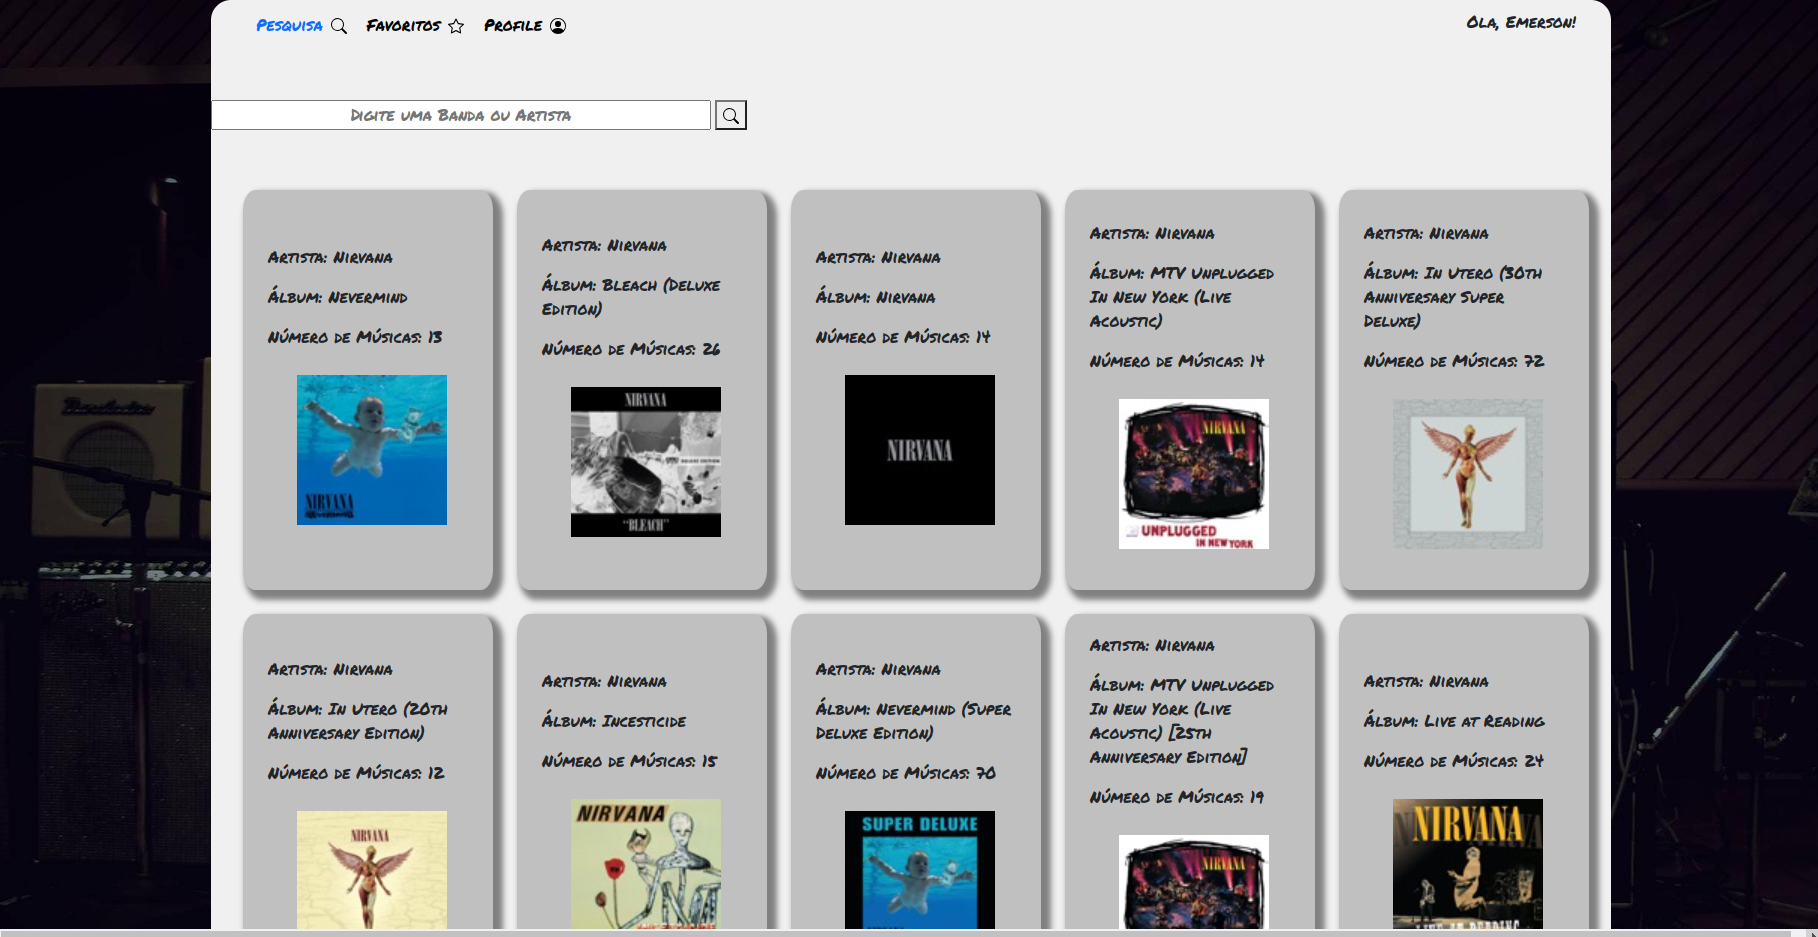 Pesquisa Favoritos Profile Ola, Emerson!
Digite uma Banda ou Artista
Artista: Nirvana
Álbum: Nevermind
Número de Músicas: 13
NIRVANA
Artista: Nirvana
Álbum: Bleach (Deluxe
Edition)
Número de Músicas: 26
NIRVANA
DELUXE EDITION
"BLEACH"
Artista: Nirvana
Álbum: Nirvana
Número de Músicas: 14
NIRVANA
Artista: Nirvana
Álbum: MTV Unplugged
In New York (Live
Acoustic)
Número de Músicas: 14
NIRVANA
UNPLUGGED
IN NEW YORK
Artista: Nirvana
Álbum: In Utero (30th
Anniversary Super
Deluxe)
Número de Músicas: 72
Artista: Nirvana
Álbum: In Utero (20th
Anniversary Edition)
Número de Músicas: 12
NIRVANA
Artista: Nirvana
Álbum: Incesticide
Número de Músicas: 15
NIRVANA
Artista: Nirvana
Álbum: Nevermind (Super
Deluxe Edition)
Número de Músicas: 70
SUPER DELUXE
Artista: Nirvana
Álbum: MTV Unplugged
In New York (Live
Acoustic) [25th
Anniversary Edition]
Número de Músicas: 19
NIRVANA
Artista: Nirvana
Álbum: Live at Reading
Número de Músicas: 24
NIRVANA
LIVE AT READING